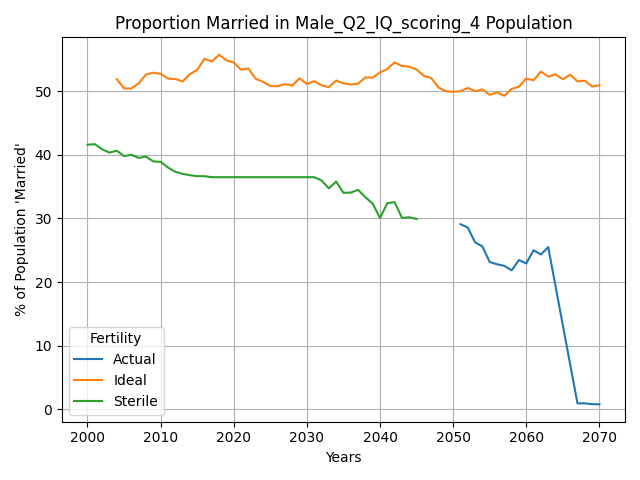 Proportion Married in Male_Q2_IQ_scoring_4 Population
% of Population 'Married'
50
40
30
20
10
0
Fertility
Actual
Ideal
Sterile
2000 2010 2020 2030 2040 2050 2060 2070
Years